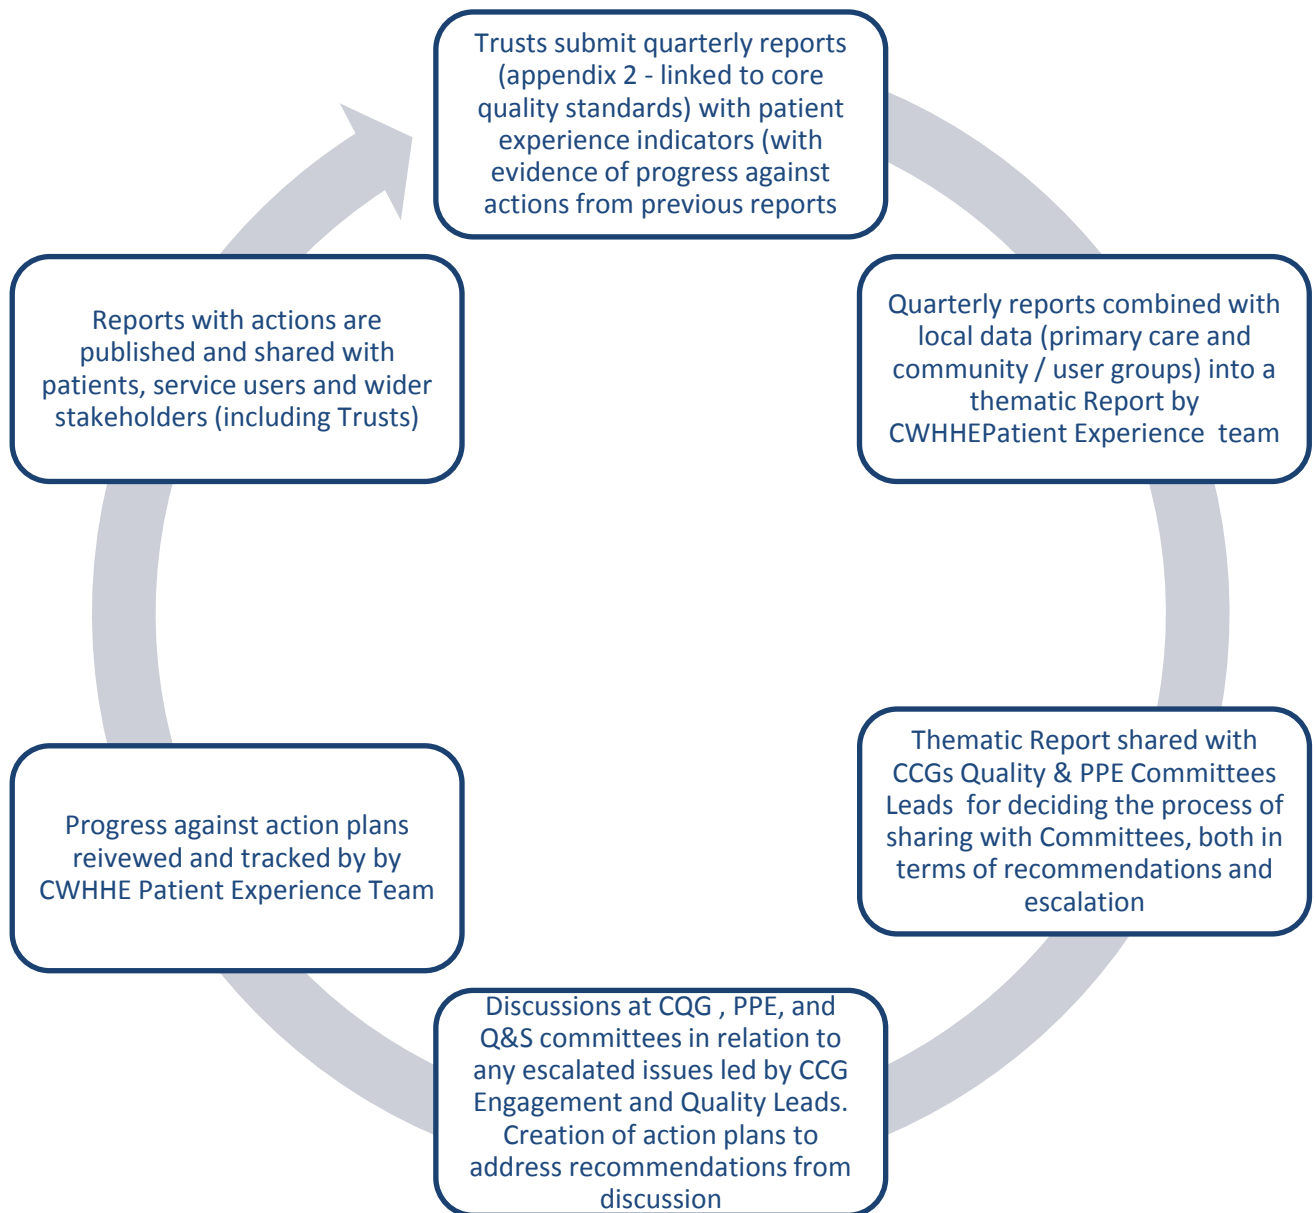 Trusts submit quarterly reports
(appendix 2 - linked to core
quality standards) with patient
experience indicators (with
evidence of progress against
actions from previous reports
Quarterly reports combined with
local data (primary care and
community / user groups) into a
thematic Report by
CWHHEPatient Experience  team
Thematic Report shared with
CCGs Quality & PPE Committees
Leads  for deciding the process of
sharing with Committees, both in
terms of recommendations and
escalation
Discussions at CQG , PPE, and
Q&S committees in relation to
any escalated issues led by CCG
Engagement and Quality Leads.
Creation of action plans to
address recommendations from
discussion
Progress against action plans
reivewed and tracked by by
CWHHE Patient Experience Team
Reports with actions are
published and shared with
patients, service users and wider
stakeholders (including Trusts)